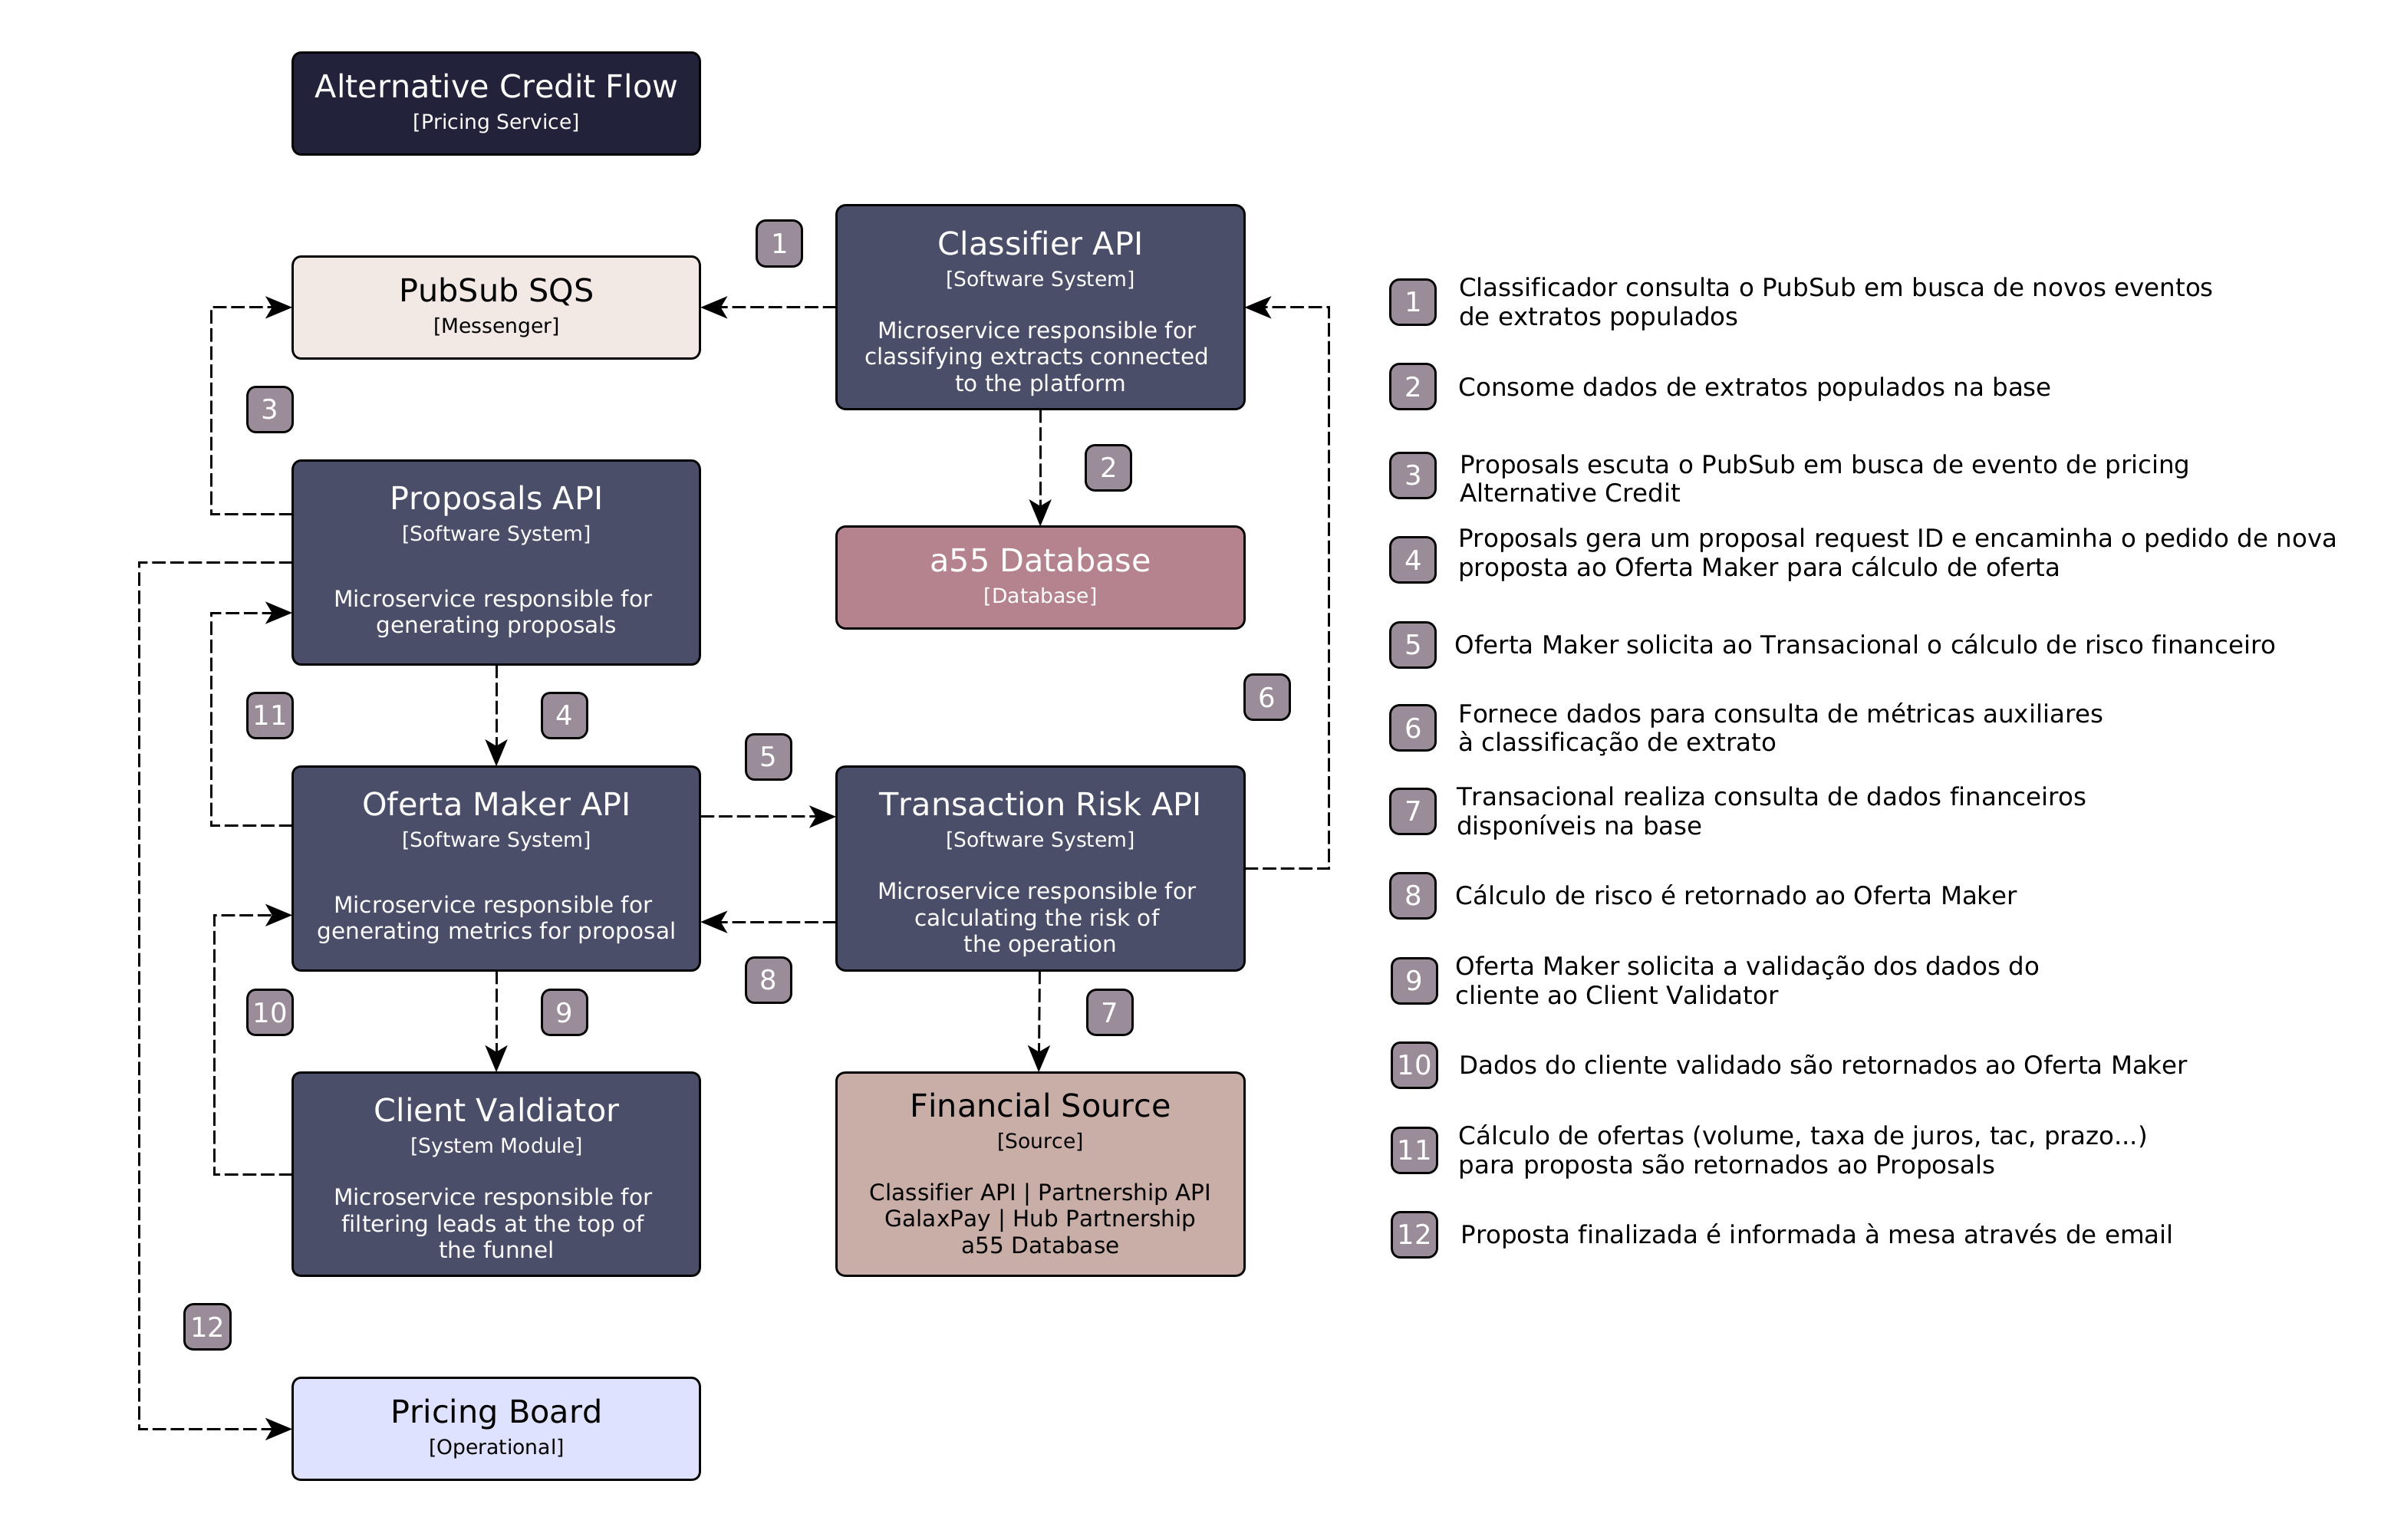 Alternative Credit Flow
[Pricing Service]
1
Classifier API
[Software System]
Microservice responsible for
classifying extracts connected
to the platform
PubSub SQS
[Messenger]
3
2
Proposals API
[Software System]
Microservice responsible for
generating proposals
a55 Database
[Database]
11
4
5
6
Oferta Maker API
[Software System]
Microservice responsible for
generating metrics for proposal
Transaction Risk API
[Software System]
Microservice responsible for
calculating the risk of
the operation
8
10
9
7
Client Valdiator
[System Module]
Microservice responsible for
filtering leads at the top of
the funnel
Financial Source
[Source]
Classifier API | Partnership API
GalaxPay | Hub Partnership
a55 Database
12
Pricing Board
[Operational]
1
Classificador consulta o PubSub em busca de novos eventos
de extratos populados
2
Consome dados de extratos populados na base
3
Proposals escuta o PubSub em busca de evento de pricing
Alternative Credit
4
Proposals gera um proposal request ID e encaminha o pedido de nova
proposta ao Oferta Maker para cálculo de oferta
5
Oferta Maker solicita ao Transacional o cálculo de risco financeiro
6
Fornece dados para consulta de métricas auxiliares
à classificação de extrato
7
Transacional realiza consulta de dados financeiros
disponíveis na base
8
Cálculo de risco é retornado ao Oferta Maker
9
Oferta Maker solicita a validação dos dados do
cliente ao Client Validator
10
Dados do cliente validado são retornados ao Oferta Maker
11
Cálculo de ofertas (volume, taxa de juros, tac, prazo...)
para proposta são retornados ao Proposals
12
Proposta finalizada é informada à mesa através de email